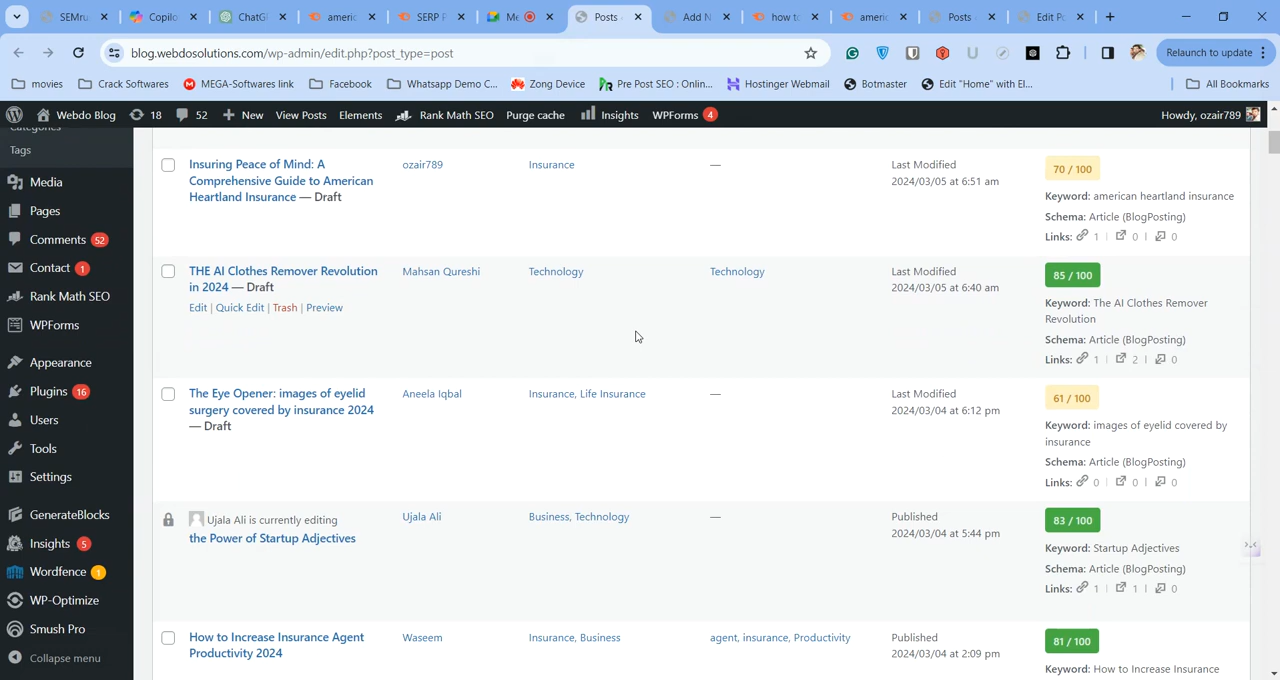 SEMru
Copilo
ChatG
americ
SERP F
Me
Posts
Add N
how to
americ
Posts
Edit Po
blog.webdosolutions.com/wp-admin/edit.php?post_type=post
Relaunch to update
movies
Crack Softwares
MEGA-Softwares link
Facebook
Whatsapp Demo C...
Zong Device
Pre Post SEO : Onlin...
Hostinger Webmail
Botmaster
Edit "Home" with El...
All Bookmarks
Webdo Blog
18
52
New
View Posts
Elements
Rank Math SEO
Purge cache
Insights
WPForms 4
Howdy, ozair789
Categories
Tags
Media
Pages
Comments 52
Contact 1
Rank Math SEO
WPForms
Appearance
Plugins 16
Users
Tools
Settings
GenerateBlocks
Insights 5
Wordfence 1
WP-Optimize
Smush Pro
Collapse menu
Insuring Peace of Mind: A
Comprehensive Guide to American
Heartland Insurance — Draft
ozair789
Insurance
—
Last Modified
2024/03/05 at 6:51 am
70 / 100
Keyword: american heartland insurance
Schema: Article (BlogPosting)
Links: 1 | 0 | 0
THE AI Clothes Remover Revolution
in 2024 — Draft
Edit | Quick Edit | Trash | Preview
Mahsan Qureshi
Technology
Technology
Last Modified
2024/03/05 at 6:40 am
85 / 100
Keyword: The AI Clothes Remover
Revolution
Schema: Article (BlogPosting)
Links: 1 | 2 | 0
The Eye Opener: images of eyelid
surgery covered by insurance 2024
— Draft
Aneela Iqbal
Insurance, Life Insurance
—
Last Modified
2024/03/04 at 6:12 pm
61 / 100
Keyword: images of eyelid covered by
insurance
Schema: Article (BlogPosting)
Links: 0 | 0 | 0
Ujala Ali is currently editing
the Power of Startup Adjectives
Ujala Ali
Business, Technology
—
Published
2024/03/04 at 5:44 pm
83 / 100
Keyword: Startup Adjectives
Schema: Article (BlogPosting)
Links: 1 | 1 | 0
How to Increase Insurance Agent
Productivity 2024
Waseem
Insurance, Business
agent, insurance, Productivity
Published
2024/03/04 at 2:09 pm
81 / 100
Keyword: How to Increase Insurance